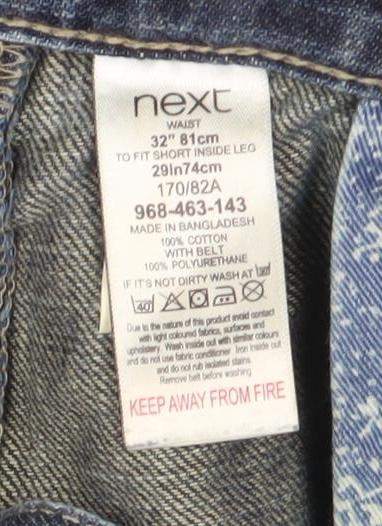 next
WAIST
32" 81cm
TO FIT SHORT INSIDE LEG
29In74cm
170/82A
968-463-143
MADE IN BANGLADESH
100% COTTON
WITH BELT
100% POLYURETHANE
IF IT'S NOT DIRTY WASH AT 30°
40
Due to the nature of this product avoid contact
with light coloured fabrics, surfaces and
upholstery. Wash inside out with similar colours
and do not use fabric conditioner. Iron inside out
and do not rub isolated stains.
Remove belt before washing
KEEP AWAY FROM FIRE